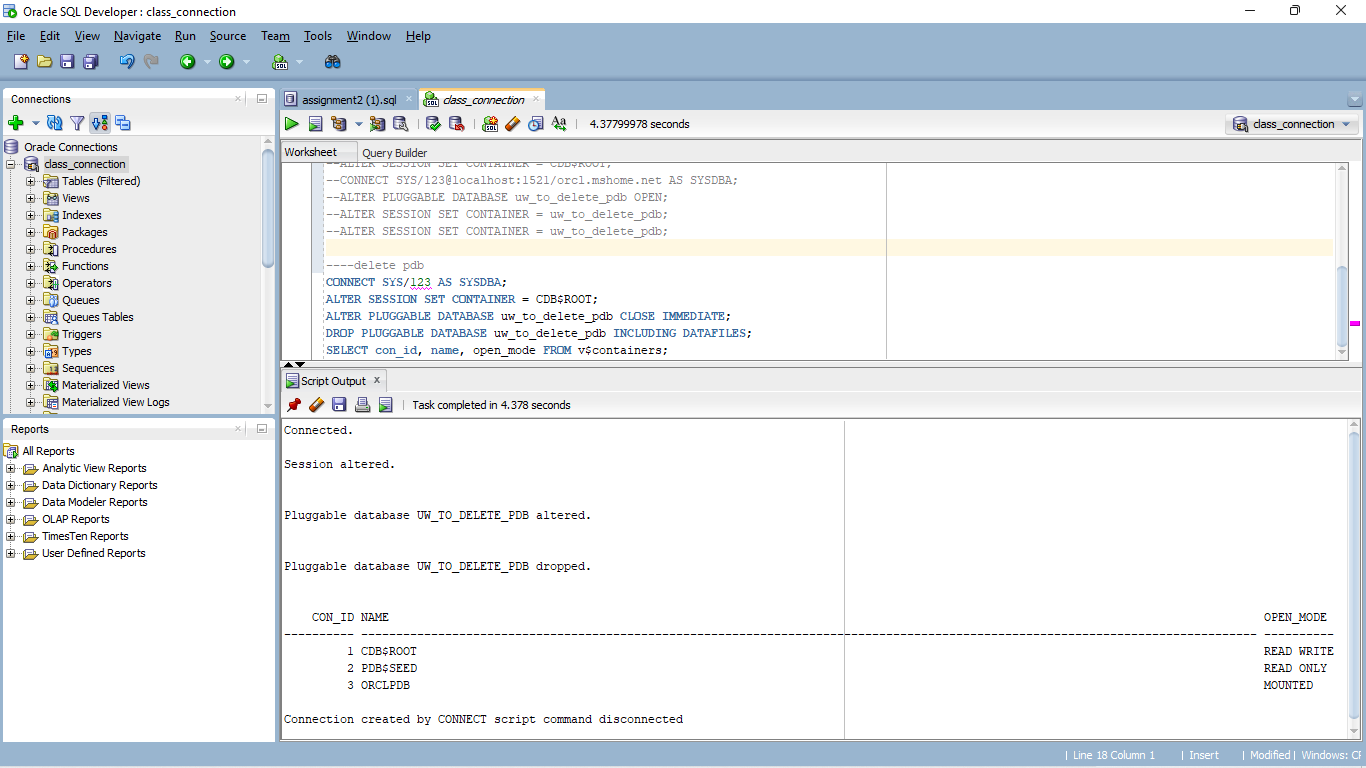 Oracle SQL Developer : class_connection
File Edit View Navigate Run Source Team Tools Window Help
Connections
Oracle Connections
class_connection
Tables (Filtered)
Views
Indexes
Packages
Procedures
Functions
Operators
Queues
Queues Tables
Triggers
Types
Sequences
Materialized Views
Materialized View Logs
Reports
All Reports
Analytic View Reports
Data Dictionary Reports
Data Modeler Reports
OLAP Reports
TimesTen Reports
User Defined Reports
assignment2 (1).sql class_connection
4.37799978 seconds class_connection
Worksheet Query Builder
--ALTER SESSION SET CONTAINER = CDB$ROOT;
--CONNECT SYS/123@localhost:1521/orcl.mshome.net AS SYSDBA;
--ALTER PLUGGABLE DATABASE uw_to_delete_pdb OPEN;
--ALTER SESSION SET CONTAINER = uw_to_delete_pdb;
--ALTER SESSION SET CONTAINER = uw_to_delete_pdb;
----delete pdb
CONNECT SYS/123 AS SYSDBA;
ALTER SESSION SET CONTAINER = CDB$ROOT;
ALTER PLUGGABLE DATABASE uw_to_delete_pdb CLOSE IMMEDIATE;
DROP PLUGGABLE DATABASE uw_to_delete_pdb INCLUDING DATAFILES;
SELECT con_id, name, open_mode FROM v$containers;
Script Output
Task completed in 4.378 seconds
Connected.
Session altered.
Pluggable database UW_TO_DELETE_PDB altered.
Pluggable database UW_TO_DELETE_PDB dropped.
CON_ID NAME OPEN_MODE
1 CDB$ROOT READ WRITE
2 PDB$SEED READ ONLY
3 ORCLPDB MOUNTED
Connection created by CONNECT script command disconnected
Line 18 Column 1 | Insert | Modified | Windows: